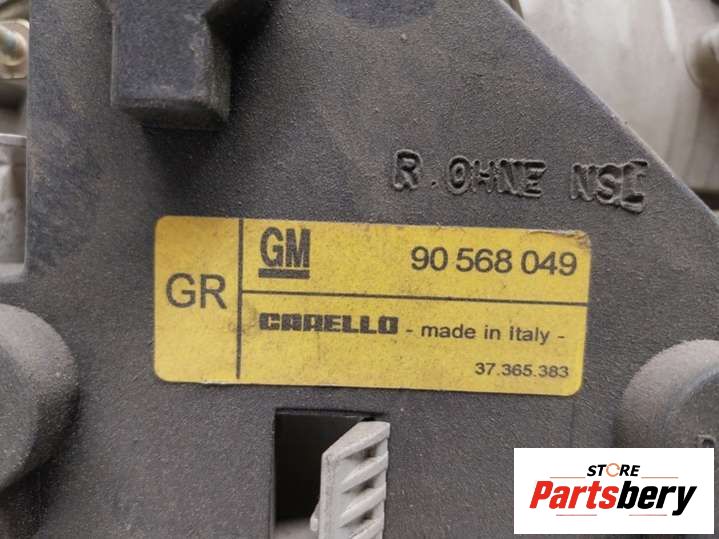 R. OHNE NSL
GR
GM
90 568 049
CARELLO - made in Italy -
37.365.383
STORE
Partsbery